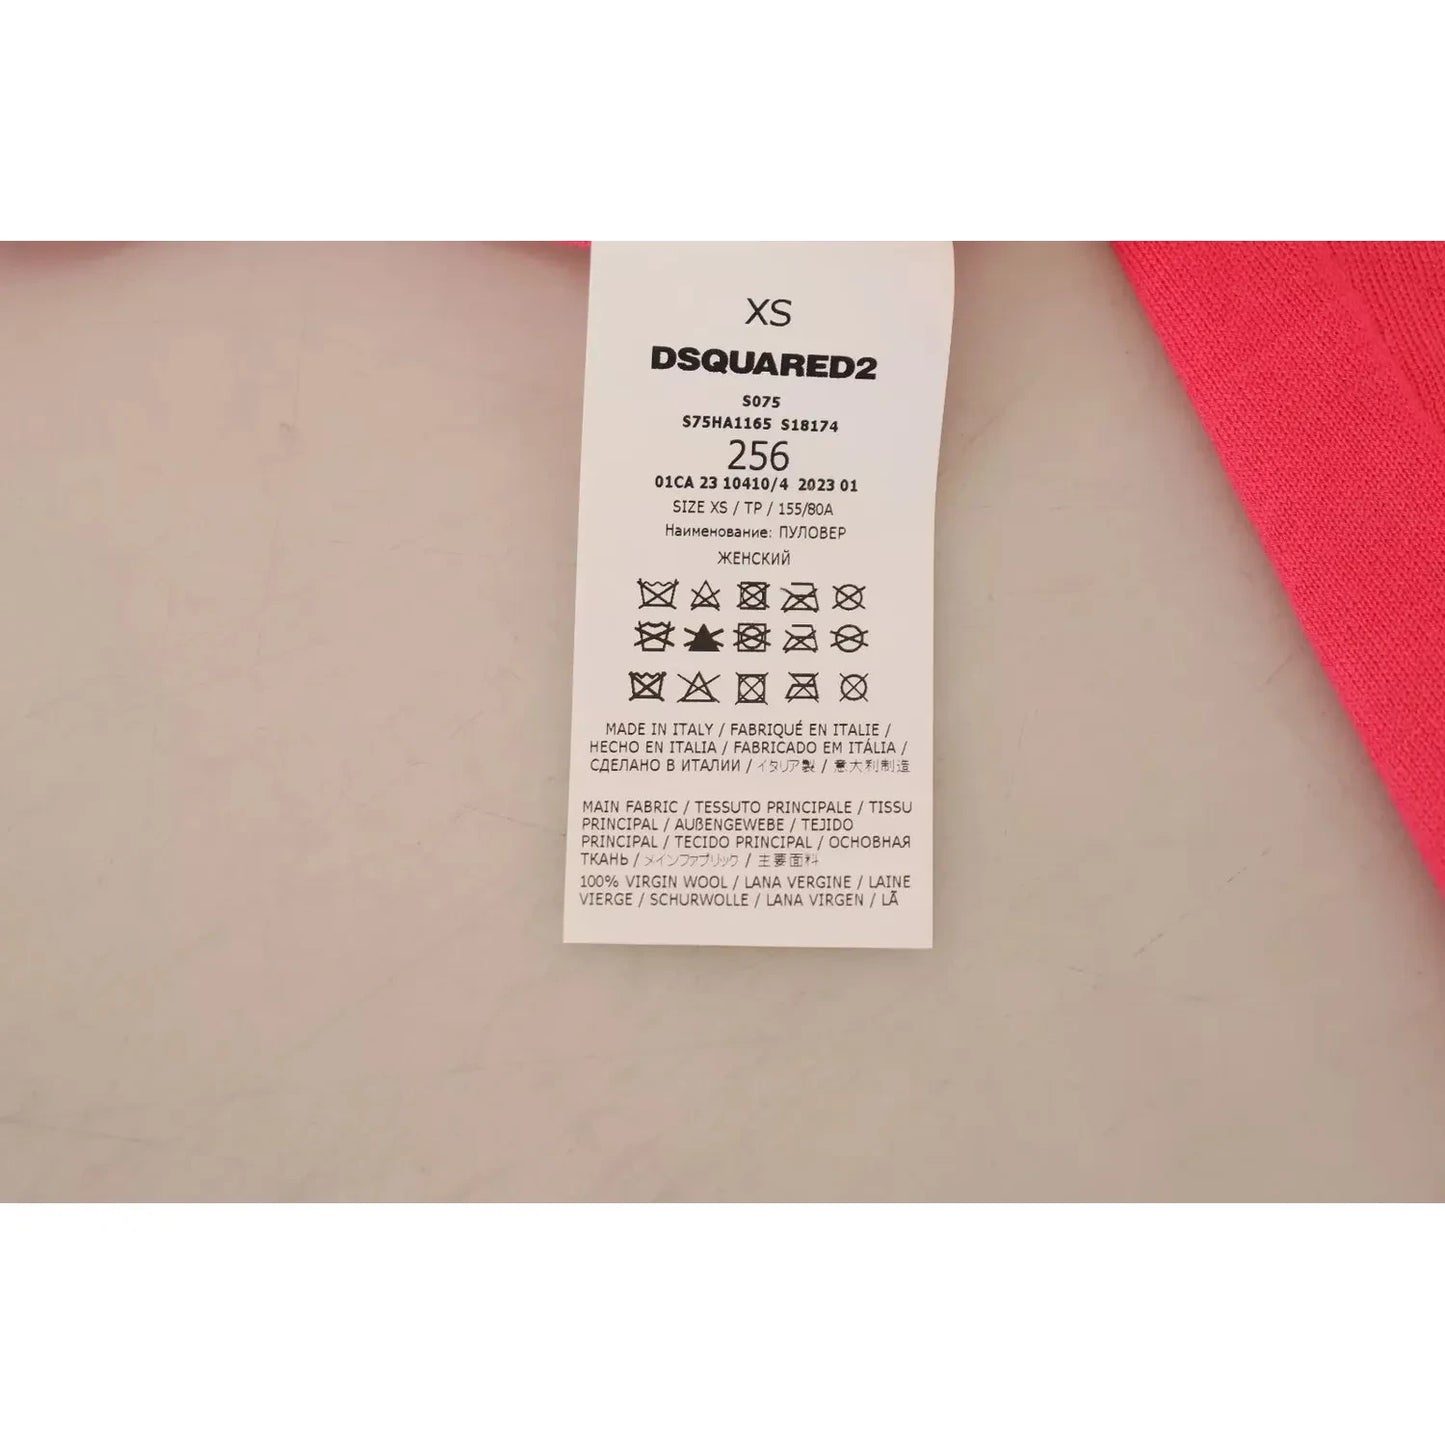 XS
DSQUARED2
S075
S75HA1165 S18174
256
01CA 23 10410/4 2023 01
SIZE XS / TP / 155/80A
Наименование: ПУЛОВЕР
ЖЕНСКИЙ
MADE IN ITALY / FABRIQUÉ EN ITALIE /
HECHO EN ITALIA / FABRICADO EM ITÁLIA /
СДЕЛАНО В ИТАЛИИ / イタリア製 / 意大利制造
MAIN FABRIC / TESSUTO PRINCIPALE / TISSU
PRINCIPAL / AUßENGEWEBE / TEJIDO
PRINCIPAL / TECIDO PRINCIPAL / ОСНОВНАЯ
ТКАНЬ / メインファブリック / 主要面料
100% VIRGIN WOOL / LANA VERGINE / LAINE
VIERGE / SCHURWOLLE / LANA VIRGEN / LÃ